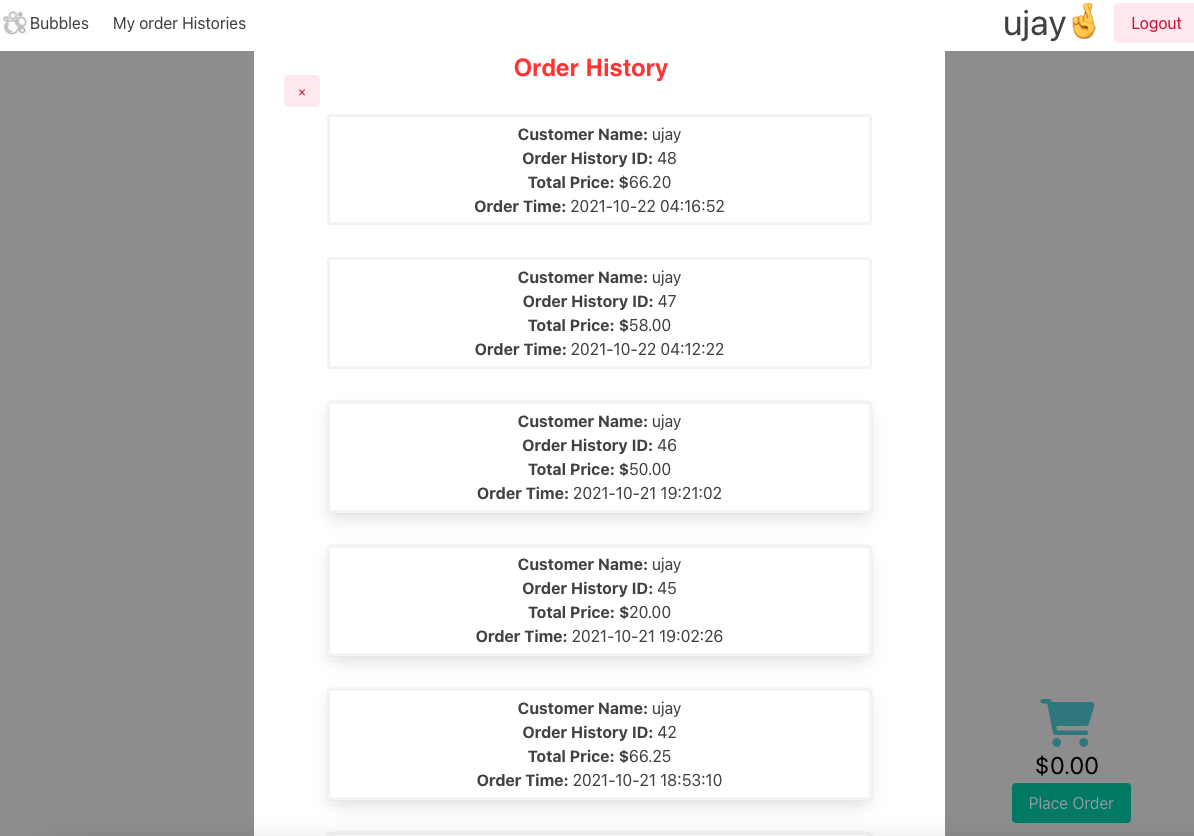 Bubbles My order Histories ujay🤞 Logout
Order History
×
Customer Name: ujay
Order History ID: 48
Total Price: $66.20
Order Time: 2021-10-22 04:16:52
Customer Name: ujay
Order History ID: 47
Total Price: $58.00
Order Time: 2021-10-22 04:12:22
Customer Name: ujay
Order History ID: 46
Total Price: $50.00
Order Time: 2021-10-21 19:21:02
Customer Name: ujay
Order History ID: 45
Total Price: $20.00
Order Time: 2021-10-21 19:02:26
Customer Name: ujay
Order History ID: 42
Total Price: $66.25
Order Time: 2021-10-21 18:53:10
$0.00
Place Order